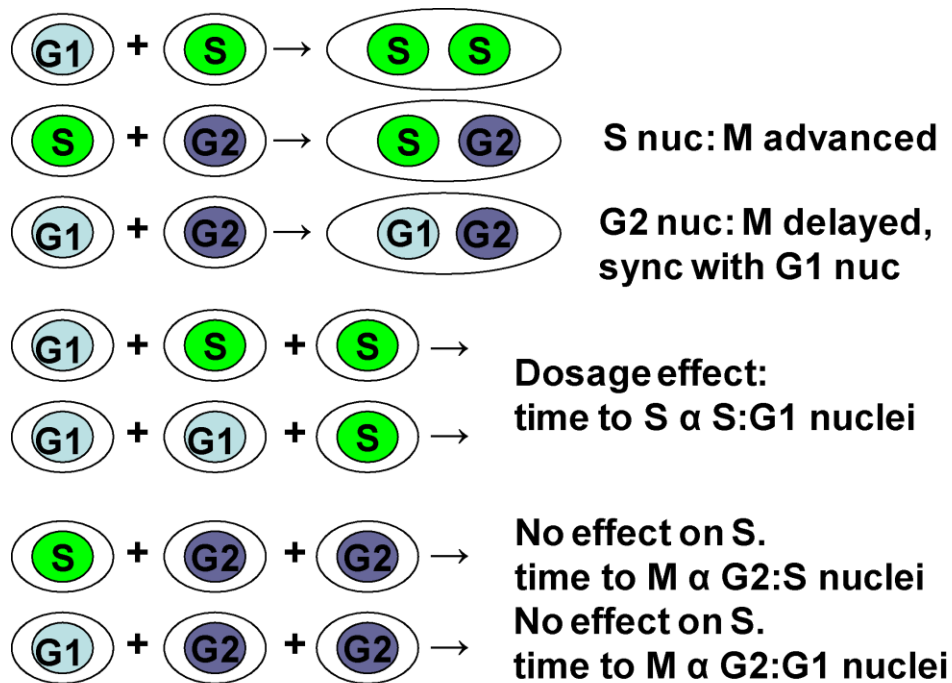 G1 + S → S S
S + G2 → S G2 S nuc: M advanced
G1 + G2 → G1 G2 G2 nuc: M delayed,
sync with G1 nuc
G1 + S + S →
Dosage effect:
time to S α S:G1 nuclei
G1 + G1 + S →
S + G2 + G2 →
No effect on S.
time to M α G2:S nuclei
G1 + G2 + G2 →
No effect on S.
time to M α G2:G1 nuclei